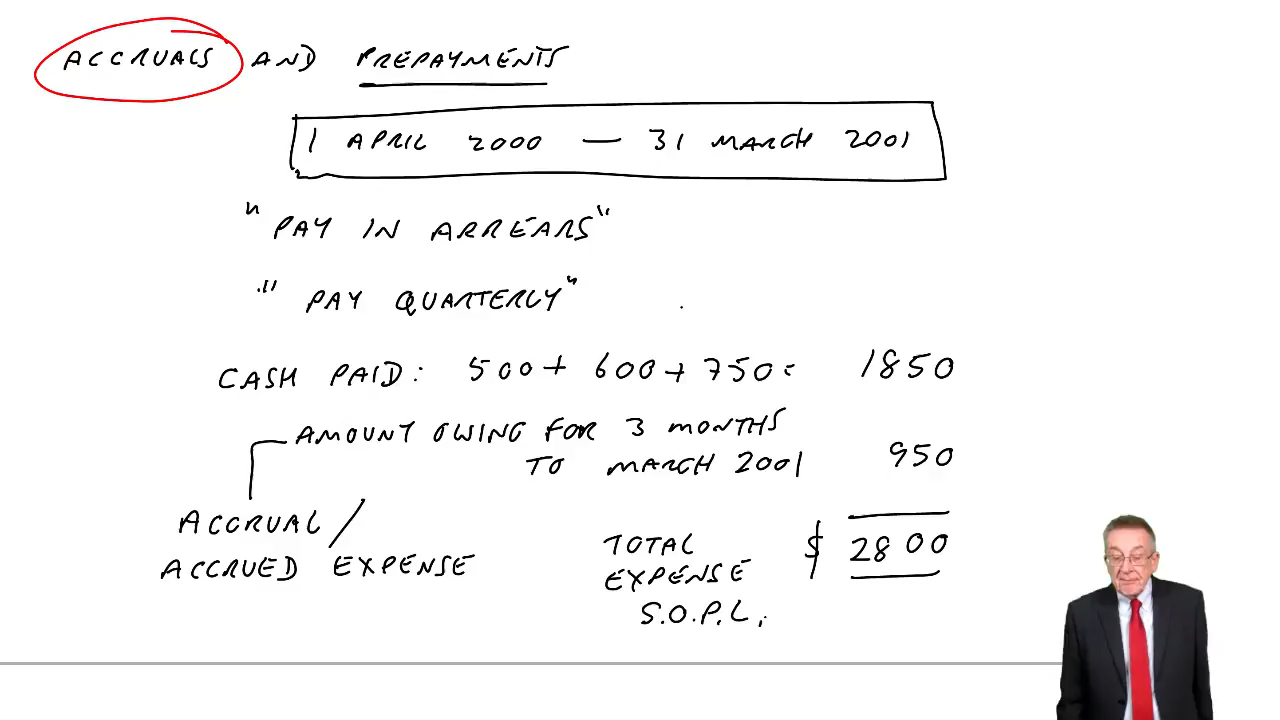 ACCRUALS AND PREPAYMENTS
1 APRIL 2000 — 31 MARCH 2001
"PAY IN ARREARS"
"PAY QUARTERLY"
CASH PAID: 500 + 600 + 750 = 1850
AMOUNT OWING FOR 3 MONTHS
TO MARCH 2001 950
ACCRUAL /
ACCRUED EXPENSE
TOTAL $ 2800
EXPENSE
S.O.P.L.